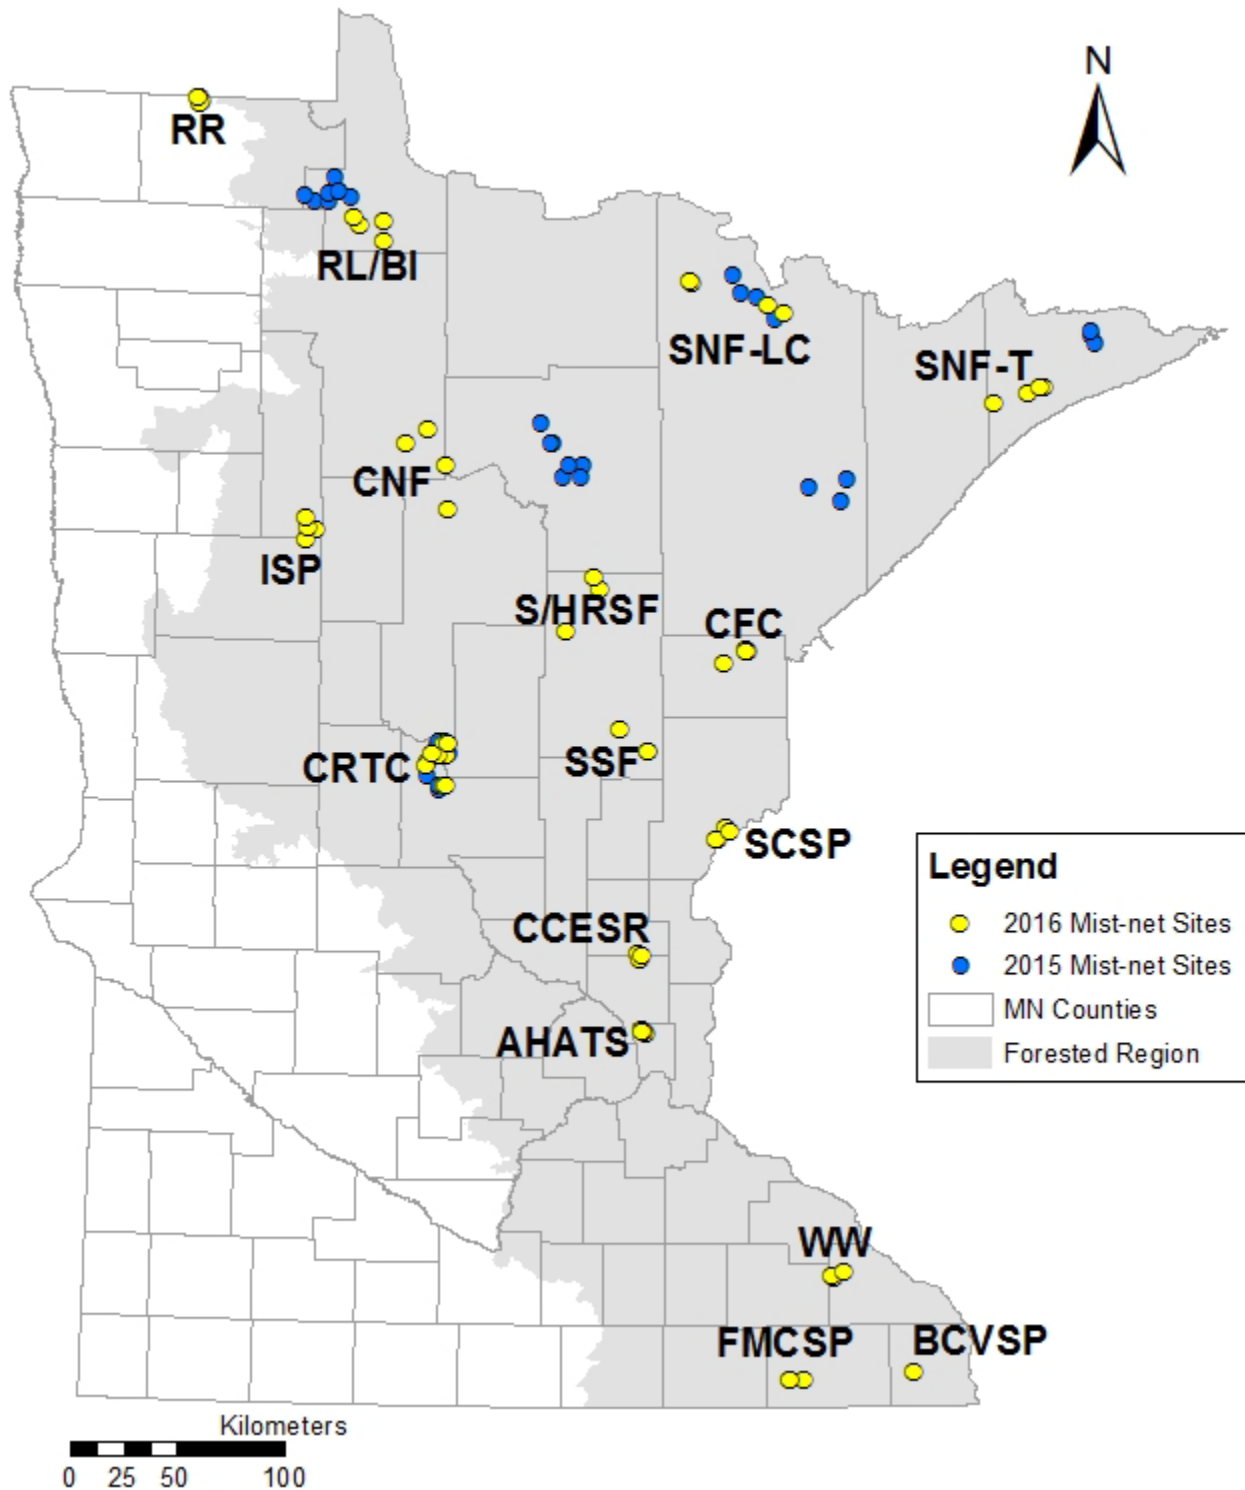 N
RR
RL/BI
SNF-LC
SNF-T
CNF
ISP
S/HRSF
CFC
CRTC
SSF
SCSP
CCESR
AHATS
WW
FMCSP
BCVSP
Legend
2016 Mist-net Sites
2015 Mist-net Sites
MN Counties
Forested Region
Kilometers
0 25 50 100